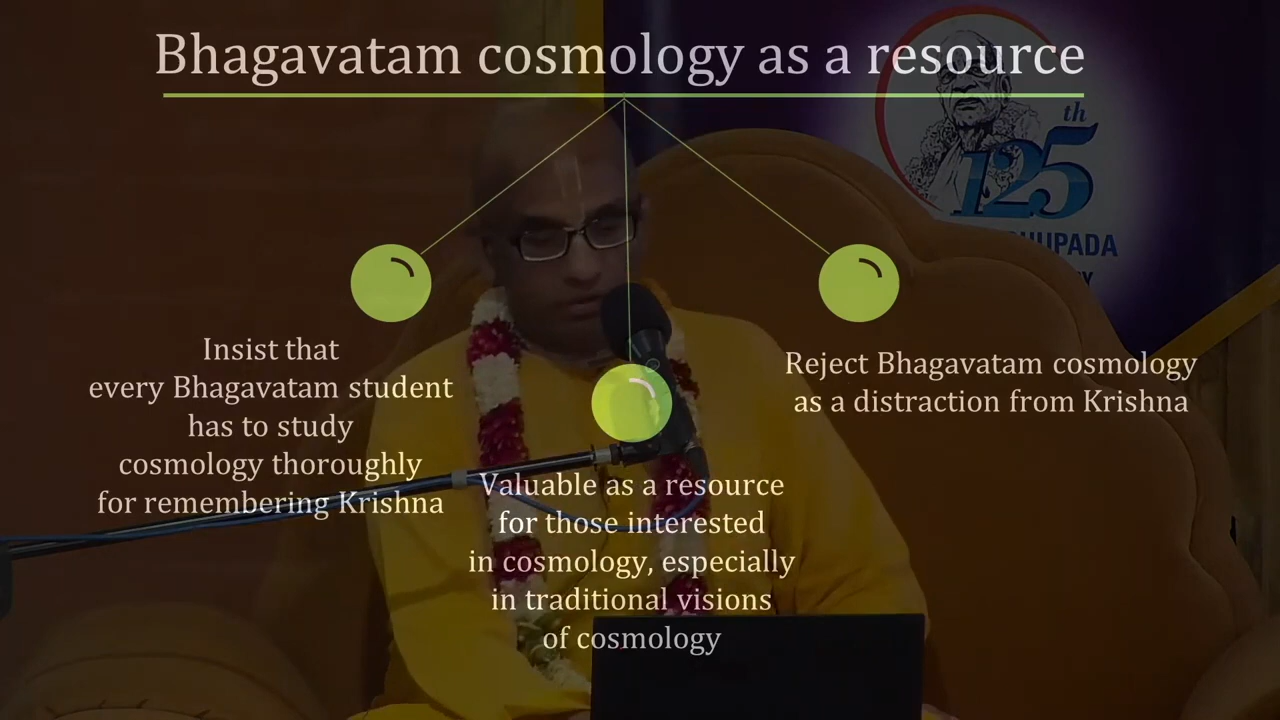 Bhagavatam cosmology as a resource
th
125
Insist that
every Bhagavatam student
has to study
cosmology thoroughly
for remembering Krishna
Valuable as a resource
for those interested
in cosmology, especially
in traditional visions
of cosmology
Reject Bhagavatam cosmology
as a distraction from Krishna